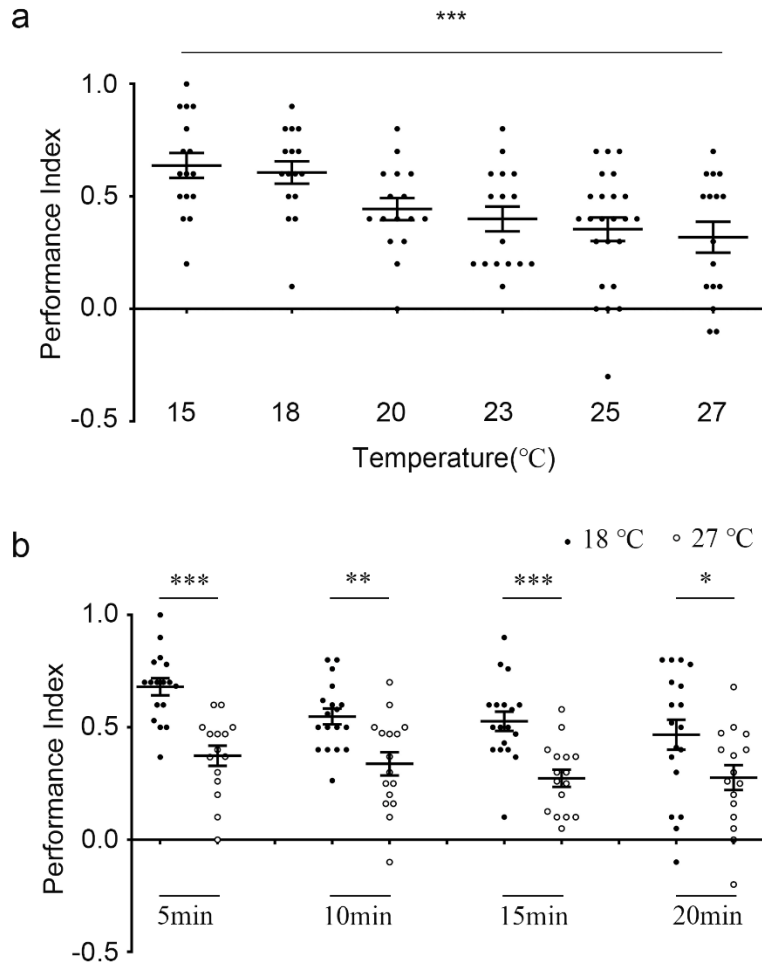 a
***
1.0
0.5
0.0
-0.5
Performance Index
15 18 20 23 25 27
Temperature(°C)
b
• 18 °C ○ 27 °C
*** ** *** *
1.0
0.5
0.0
-0.5
Performance Index
5min 10min 15min 20min